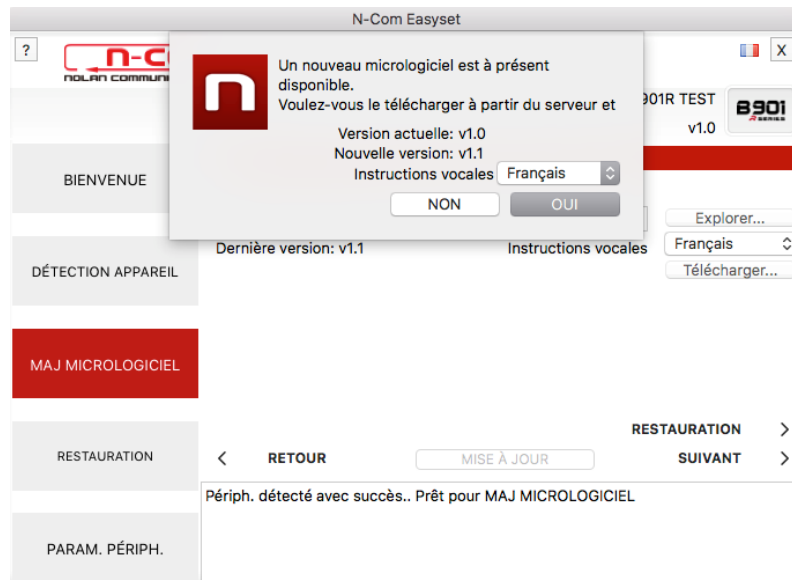 N-Com Easyset
?
n-c
NOLAN COMMUNI
X
Un nouveau micrologiciel est à présent
disponible.
Voulez-vous le télécharger à partir du serveur et
Version actuelle: v1.0
Nouvelle version: v1.1
Instructions vocales Français
NON OUI
901R TEST
v1.0
B901
R SERIES
BIENVENUE
Explorer...
Dernière version: v1.1 Instructions vocales Français
Télécharger...
DÉTECTION APPAREIL
MAJ MICROLOGICIEL
RESTAURATION >
RESTAURATION
< RETOUR MISE À JOUR SUIVANT >
Périph. détecté avec succès.. Prêt pour MAJ MICROLOGICIEL
PARAM. PÉRIPH.